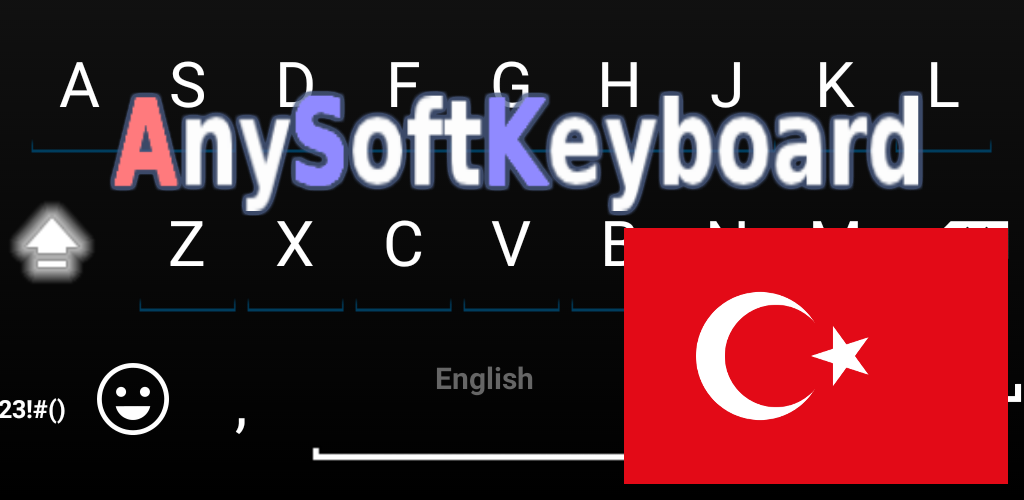 A S D F G H J K L
AnySoftKeyboard
Z X C V B N M
English
23!#() ,